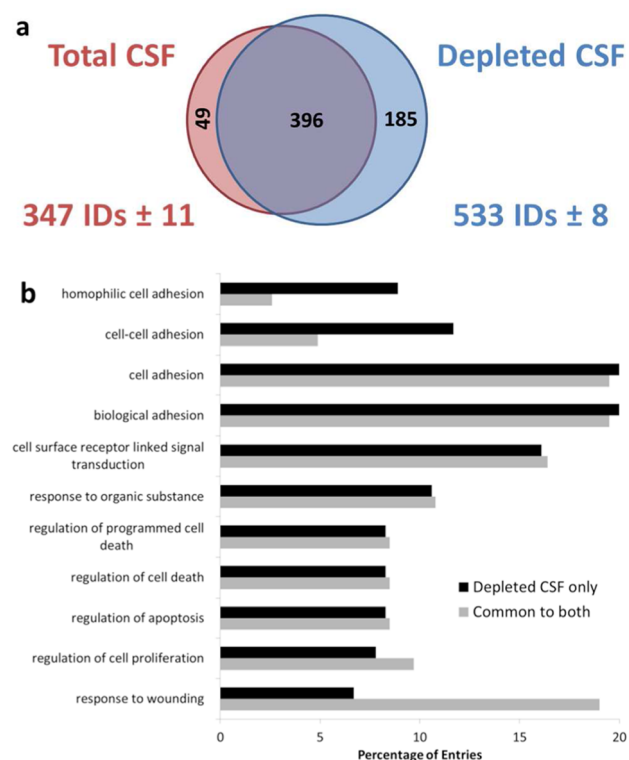 a
Total CSF
Depleted CSF
49
396
185
347 IDs ± 11
533 IDs ± 8
b
homophilic cell adhesion
cell-cell adhesion
cell adhesion
biological adhesion
cell surface receptor linked signal
transduction
response to organic substance
regulation of programmed cell
death
regulation of cell death
regulation of apoptosis
regulation of cell proliferation
response to wounding
Depleted CSF only
Common to both
0 5 10 15 20
Percentage of Entries